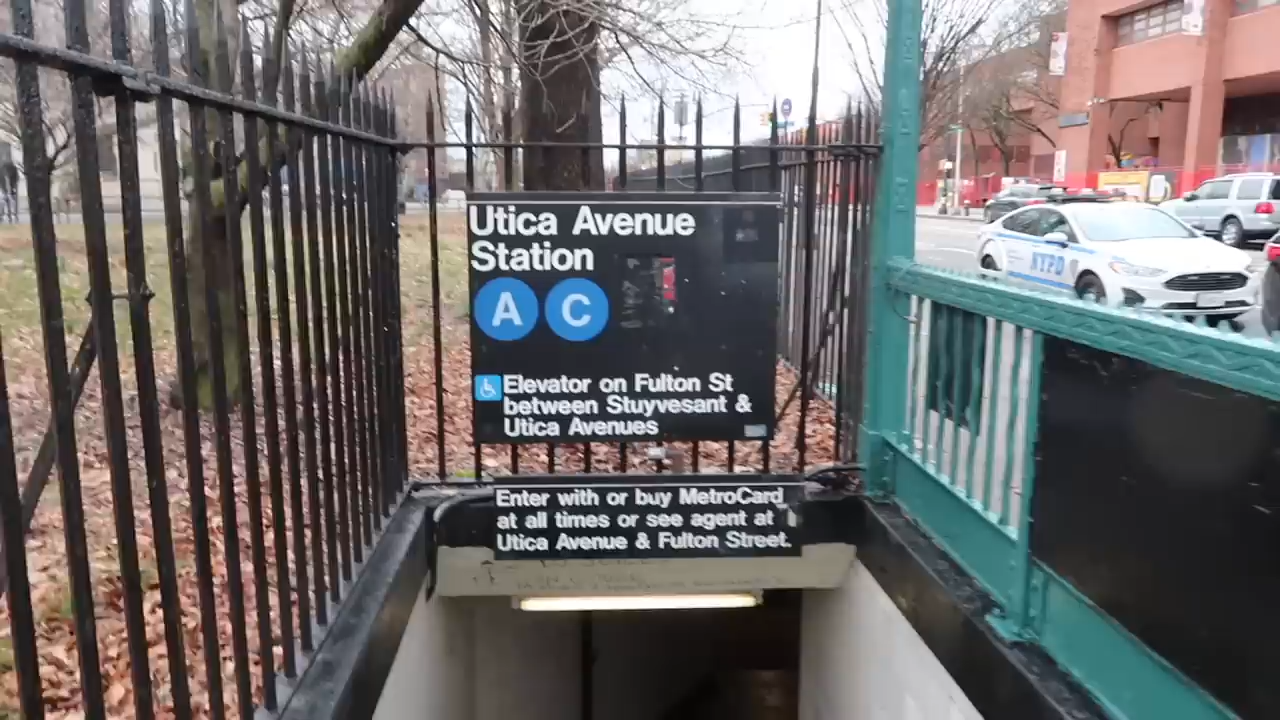 Utica Avenue
Station
A C
Elevator on Fulton St
between Stuyvesant &
Utica Avenues
Enter with or buy MetroCard
at all times or see agent at
Utica Avenue & Fulton Street.
NYPD